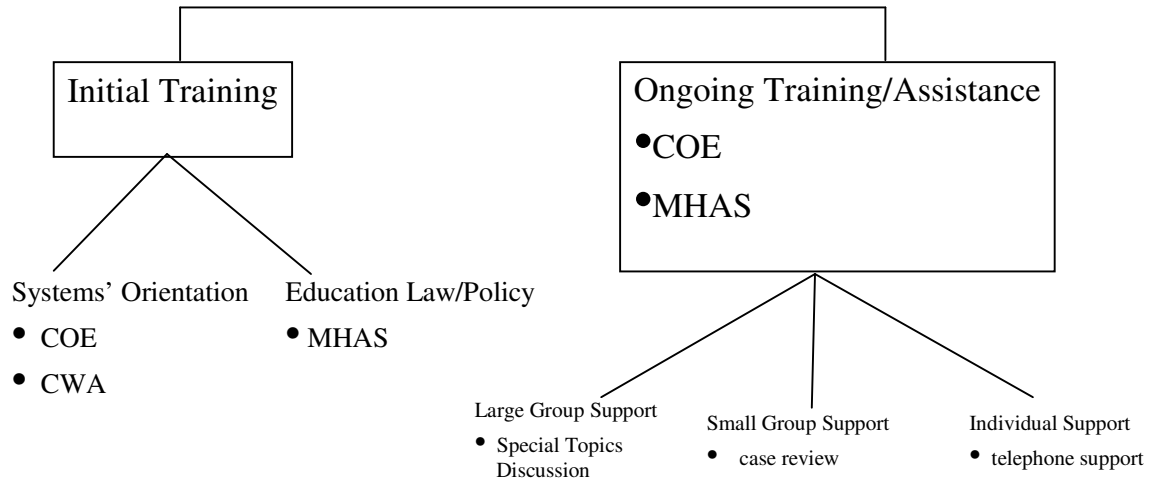 Initial Training
Ongoing Training/Assistance
•COE
•MHAS
Systems’ Orientation
• COE
• CWA
Education Law/Policy
• MHAS
Large Group Support
• Special Topics
Discussion
Small Group Support
• case review
Individual Support
• telephone support